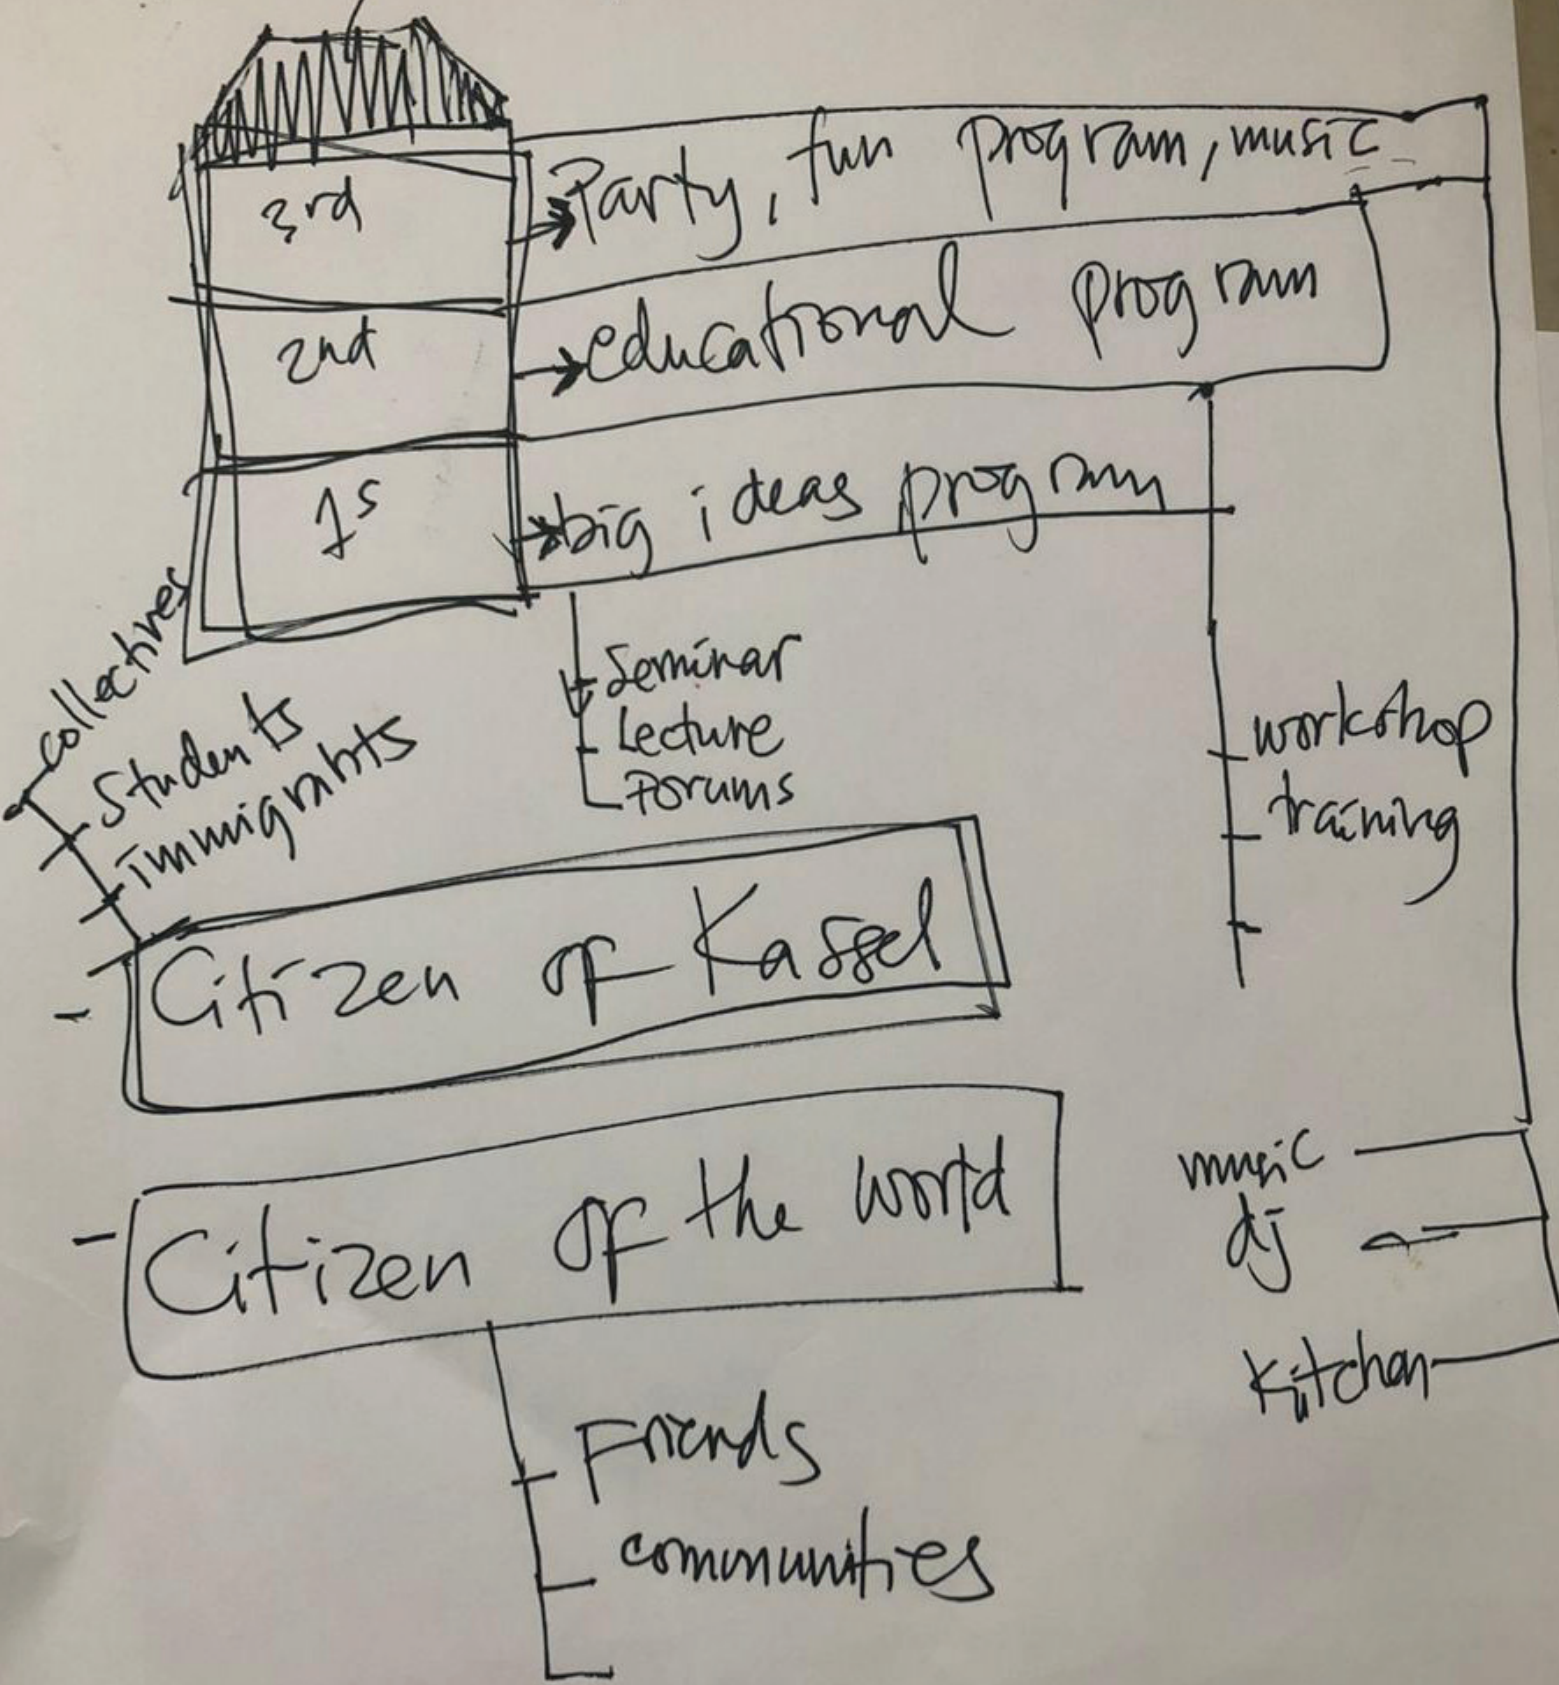 3rd
Party, fun program, music
2nd
educational program
1s
big ideas program
Seminar
Lecture
Forums
workshop
training
collectives
Students
immigrants
Citizen of Kassel
Citizen of the world
Friends
communities
music
dj
Kitchen